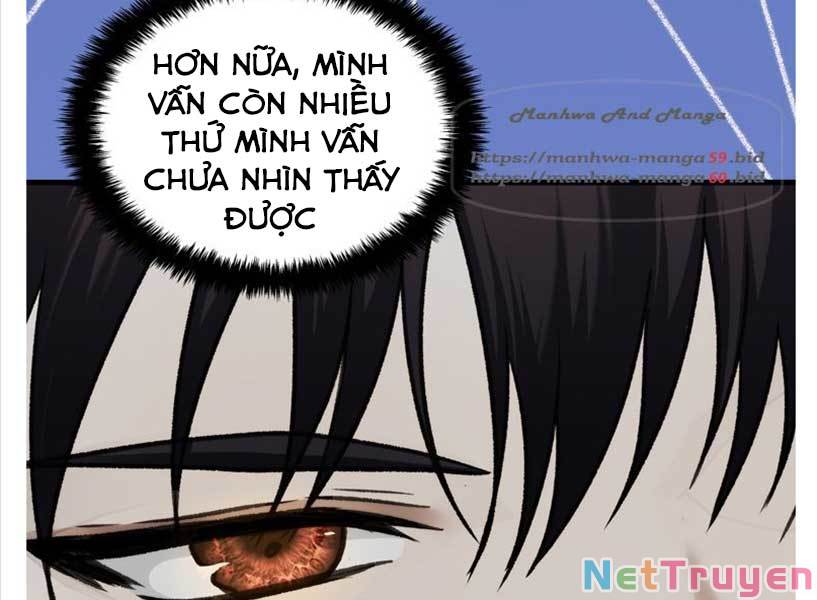 HƠN NỮA, MÌNH
VẪN CÒN NHIỀU
THỨ MÌNH VẪN
CHƯA NHÌN THẤY
ĐƯỢC
Manhwa And Manga
https://manhwa-manga59.bid
https://manhwa-manga60.bid
NetTruyen